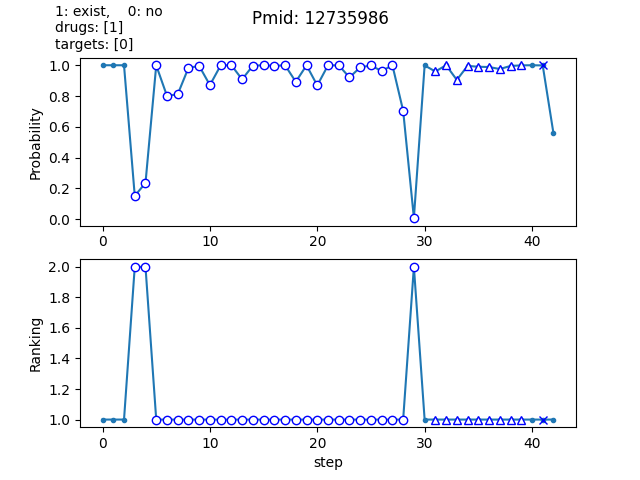 1: exist,    0: no
drugs: [1]
targets: [0]
Pmid: 12735986
1.0
0.8
0.6
0.4
0.2
0.0
Probability
0 10 20 30 40
2.0
1.8
1.6
1.4
1.2
1.0
Ranking
0 10 20 30 40
step